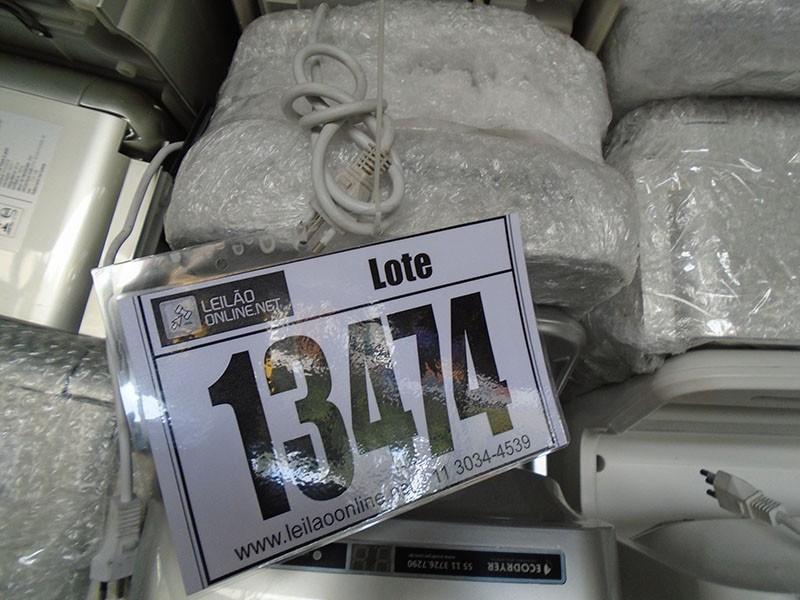 Lote
LEILÃO
ONLINE.NET
13474
www.leilaoonline.net 11 3034-4539
ECODRYER
55 11 3726.7290